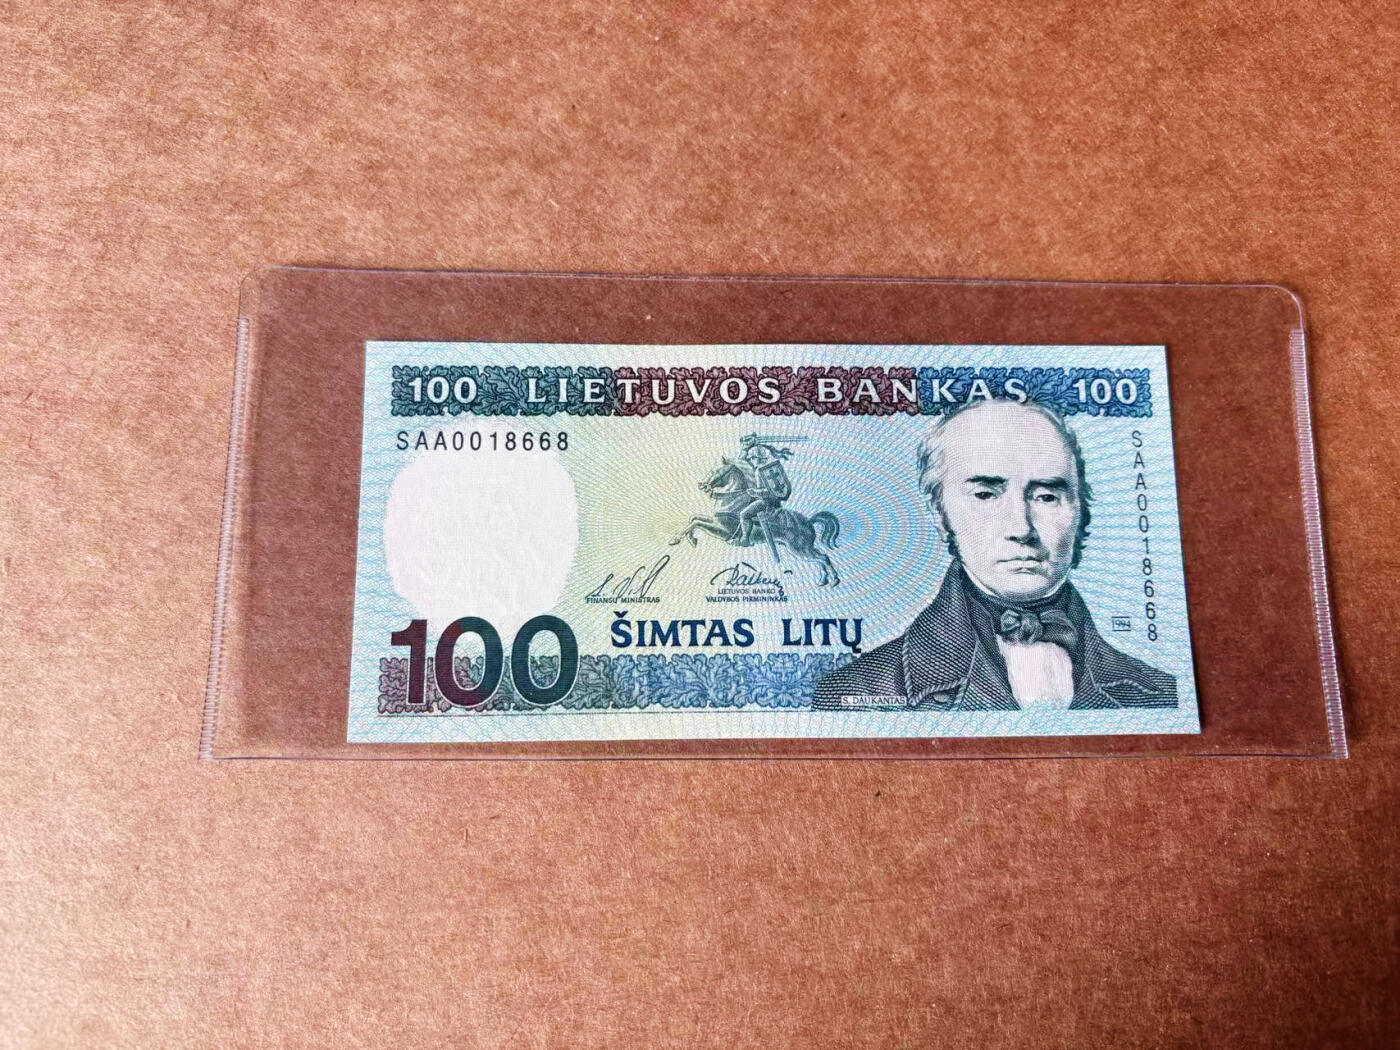 100 LIETUVOS BANKAS 100
SAA0018668
SAA0018668
FINANSŲ MINISTRAS
LIETUVOS BANKO
VALDYBOS PIRMININKAS
ŠIMTAS LITŲ
1994
100
S. DAUKANTAS